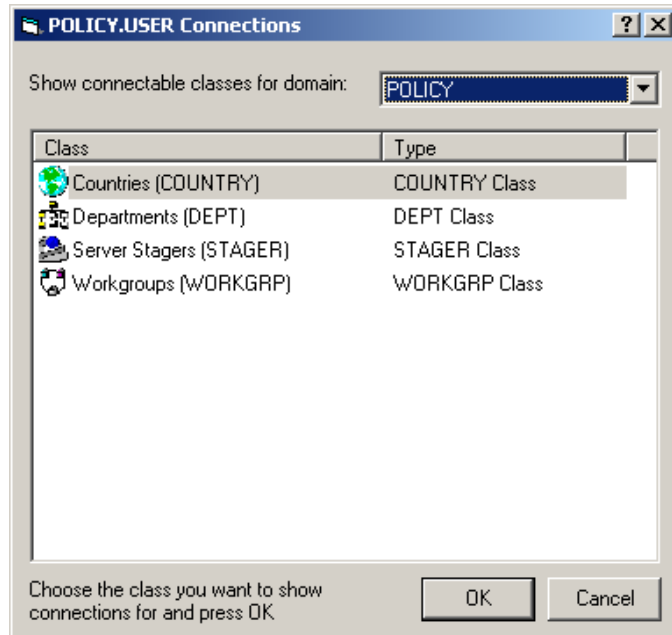 POLICY.USER Connections
Show connectable classes for domain: POLICY
Class Type
Countries (COUNTRY) COUNTRY Class
Departments (DEPT) DEPT Class
Server Stagers (STAGER) STAGER Class
Workgroups (WORKGRP) WORKGRP Class
Choose the class you want to show
connections for and press OK
OK Cancel